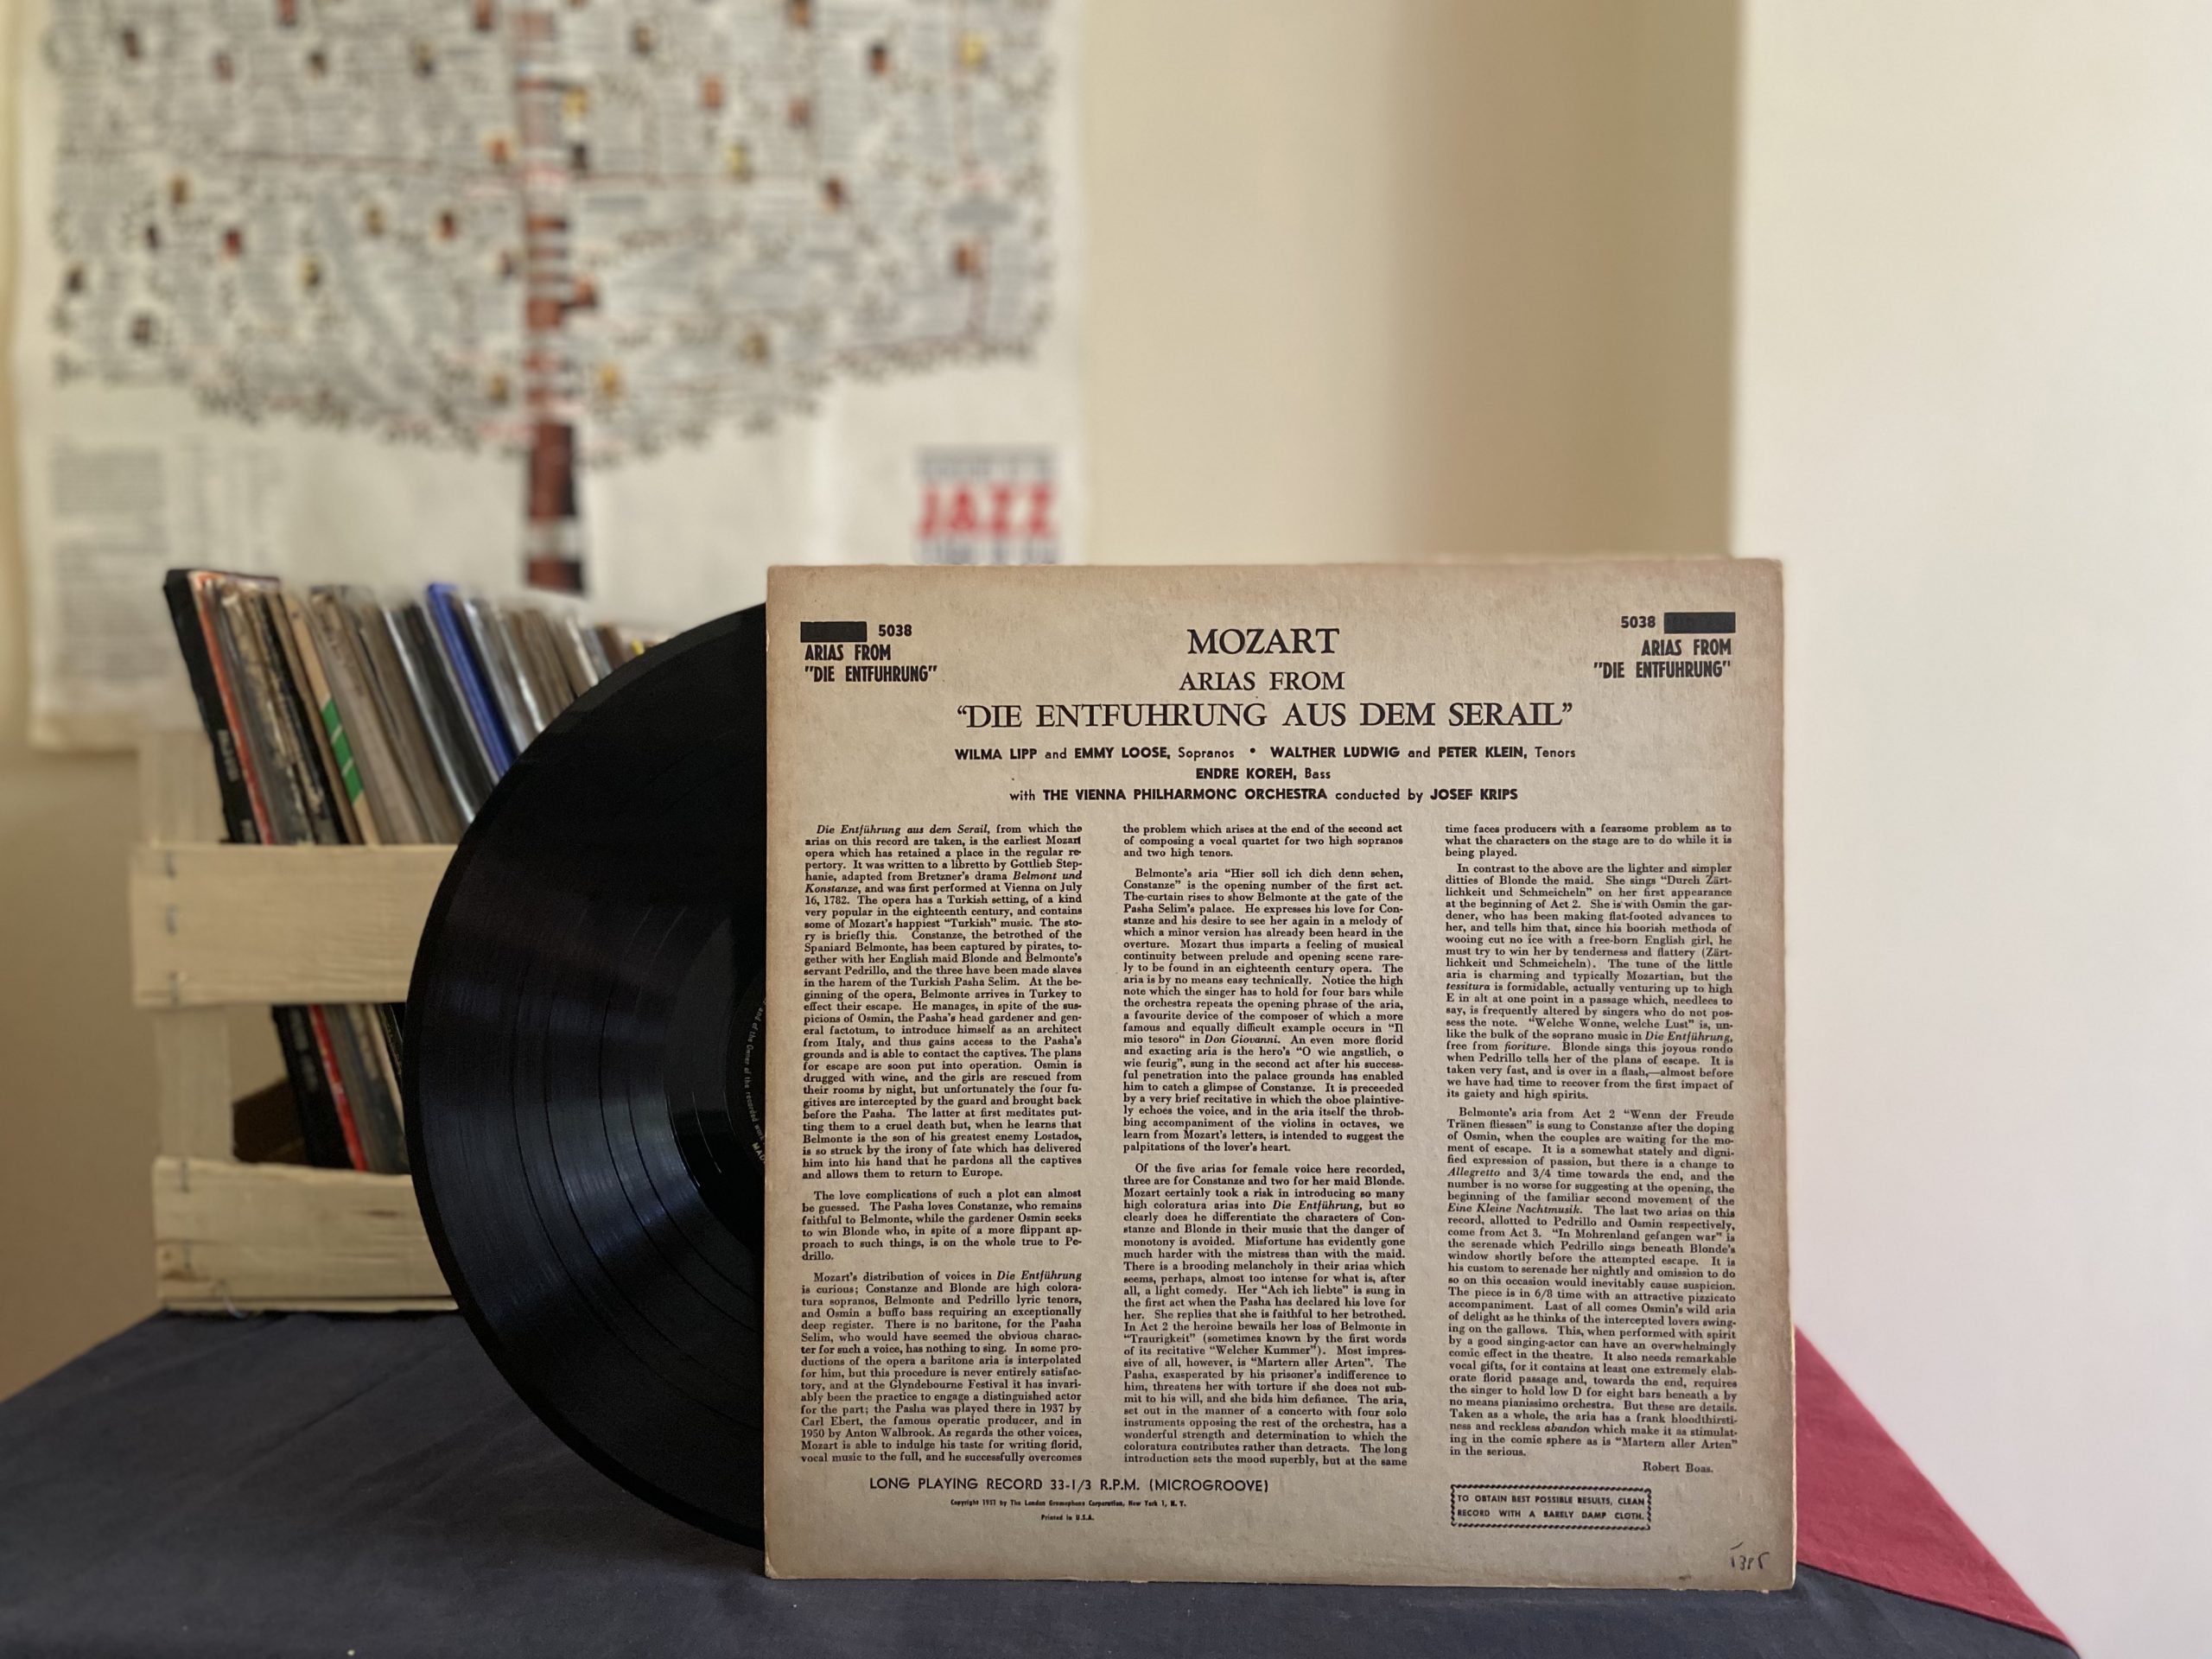 JAZZ
5038
ARIAS FROM
"DIE ENTFUHRUNG"
5038
ARIAS FROM
"DIE ENTFUHRUNG"
MOZART
ARIAS FROM
“DIE ENTFUHRUNG AUS DEM SERAIL”
WILMA LIPP and EMMY LOOSE, Sopranos • WALTHER LUDWIG and PETER KLEIN, Tenors
ENDRE KOREH, Bass
with THE VIENNA PHILHARMONC ORCHESTRA conducted by JOSEF KRIPS
Die Entführung aus dem Serail, from which the
arias on this record are taken, is the earliest Mozart
opera which has retained a place in the regular re-
pertory. It was written to a libretto by Gottlieb Step-
hanie, adapted from Bretzner's drama Belmont und
Konstanze, and was first performed at Vienna on July
16, 1782. The opera has a Turkish setting, of a kind
very popular in the eighteenth century, and contains
some of Mozart's happiest “Turkish” music. The sto-
ry is briefly this. Constanze, the betrothed of the
Spaniard Belmonte, has been captured by pirates, to-
gether with her English maid Blonde and Belmonte's
servant Pedrillo, and the three have been made slaves
in the harem of the Turkish Pasha Selim. At the be-
ginning of the opera, Belmonte arrives in Turkey to
effect their escape. He manages, in spite of the sus-
picions of Osmin, the Pasha's head gardener and gen-
eral factotum, to introduce himself as an architect
from Italy, and thus gains access to the Pasha's
grounds and is able to contact the captives. The plans
for escape are soon put into operation. Osmin is
drugged with wine, and the girls are rescued from
their rooms by night, but unfortunately the four fu-
gitives are intercepted by the guard and brought back
before the Pasha. The latter at first meditates put-
ting them to a cruel death but, when he learns that
Belmonte is the son of his greatest enemy Lostados,
is so struck by the irony of fate which has delivered
him into his hand that he pardons all the captives
and allows them to return to Europe.
The love complications of such a plot can almost
be guessed. The Pasha loves Constanze, who remains
faithful to Belmonte, while the gardener Osmin seeks
to win Blonde who, in spite of a more flippant ap-
proach to such things, is on the whole true to Pe-
drillo.
Mozart's distribution of voices in Die Entführung
is curious; Constanze and Blonde are high colora-
tura sopranos, Belmonte and Pedrillo lyric tenors,
and Osmin a buffo bass requiring an exceptionally
deep register. There is no baritone, for the Pasha
Selim, who would have seemed the obvious charac-
ter for such a voice, has nothing to sing. In some pro-
ductions of the opera a baritone aria is interpolated
for him, but this procedure is never entirely satisfac-
tory, and at the Glyndebourne Festival it has invari-
ably been the practice to engage a distinguished actor
for the part; the Pasha was played there in 1937 by
Carl Ebert, the famous operatic producer, and in
1950 by Anton Walbrook. As regards the other voices,
Mozart is able to indulge his taste for writing florid,
vocal music to the full, and he successfully overcomes
the problem which arises at the end of the second act
of composing a vocal quartet for two high sopranos
and two high tenors.
Belmonte's aria “Hier soll ich dich denn sehen,
Constanze” is the opening number of the first act.
The curtain rises to show Belmonte at the gate of the
Pasha Selim's palace. He expresses his love for Con-
stanze and his desire to see her again in a melody of
which a minor version has already been heard in the
overture. Mozart thus imparts a feeling of musical
continuity between prelude and opening scene rare-
ly to be found in an eighteenth century opera. The
aria is by no means easy technically. Notice the high
note which the singer has to hold for four bars while
the orchestra repeats the opening phrase of the aria,
a favourite device of the composer of which a more
famous and equally difficult example occurs in “Il
mio tesoro“ in Don Giovanni. An even more florid
and exacting aria is the hero's “O wie angstlich, o
wie feurig”, sung in the second act after his success-
ful penetration into the palace grounds has enabled
him to catch a glimpse of Constanze. It is preceeded
by a very brief recitative in which the oboe plaintive-
ly echoes the voice, and in the aria itself the throb-
bing accompaniment of the violins in octaves, we
learn from Mozart's letters, is intended to suggest the
palpitations of the lover's heart.
Of the five arias for female voice here recorded,
three are for Constanze and two for her maid Blonde.
Mozart certainly took a risk in introducing so many
high coloratura arias into Die Entführung, but so
clearly does he differentiate the characters of Con-
stanze and Blonde in their music that the danger of
monotony is avoided. Misfortune has evidently gone
much harder with the mistress than with the maid.
There is a brooding melancholy in their arias which
seems, perhaps, almost too intense for what is, after
all, a light comedy. Her “Ach ich liebte” is sung in
the first act when the Pasha has declared his love for
her. She replies that she is faithful to her betrothed.
In Act 2 the heroine bewails her loss of Belmonte in
“Traurigkeit” (sometimes known by the first words
of its recitative “Welcher Kummer”). Most impres-
sive of all, however, is “Martern aller Arten”. The
Pasha, exasperated by his prisoner's indifference to
him, threatens her with torture if she does not sub-
mit to his will, and she bids him defiance. The aria,
set out in the manner of a concerto with four solo
instruments opposing the rest of the orchestra, has a
wonderful strength and determination to which the
coloratura contributes rather than detracts. The long
introduction sets the mood superbly, but at the same
time faces producers with a fearsome problem as to
what the characters on the stage are to do while it is
being played.
In contrast to the above are the lighter and simpler
ditties of Blonde the maid. She sings “Durch Zärt-
lichkeit und Schmeicheln” on her first appearance
at the beginning of Act 2. She is with Osmin the gar-
dener, who has been making flat-footed advances to
her, and tells him that, since his boorish methods of
wooing cut no ice with a free-born English girl, he
must try to win her by tenderness and flattery (Zärt-
lichkeit und Schmeicheln). The tune of the little
aria is charming and typically Mozartian, but the
tessitura is formidable, actually venturing up to high
E in alt at one point in a passage which, needless to
say, is frequently altered by singers who do not pos-
sess the note. “Welche Wonne, welche Lust” is, un-
like the bulk of the soprano music in Die Entführung,
free from fioriture. Blonde sings this joyous rondo
when Pedrillo tells her of the plans of escape. It is
taken very fast, and is over in a flash,—almost before
we have had time to recover from the first impact of
its gaiety and high spirits.
Belmonte's aria from Act 2 “Wenn der Freude
Tränen fliessen” is sung to Constanze after the doping
of Osmin, when the couples are waiting for the mo-
ment of escape. It is a somewhat stately and digni-
fied expression of passion, but there is a change to
Allegretto and 3/4 time towards the end, and the
number is no worse for suggesting at the opening, the
beginning of the familiar second movement of the
Eine Kleine Nachtmusik. The last two arias on this
record, allotted to Pedrillo and Osmin respectively,
come from Act 3. “In Mohrenland gefangen war” is
the serenade which Pedrillo sings beneath Blonde's
window shortly before the attempted escape. It is
his custom to serenade her nightly and omission to do
so on this occasion would inevitably cause suspicion.
The piece is in 6/8 time with an attractive pizzicato
accompaniment. Last of all comes Osmin's wild aria
of delight as he thinks of the intercepted lovers swing-
ing on the gallows. This, when performed with spirit
by a good singing-actor can have an overwhelmingly
comic effect in the theatre. It also needs remarkable
vocal gifts, for it contains at least one extremely elab-
orate florid passage and, towards the end, requires
the singer to hold low D for eight bars beneath a by
no means pianissimo orchestra. But these are details.
Taken as a whole, the aria has a frank bloodthirsti-
ness and reckless abandon which make it as stimulat-
ing in the comic sphere as is “Martern aller Arten”
in the serious.
Robert Boas.
LONG PLAYING RECORD 33-1/3 R.P.M. (MICROGROOVE)
Copyright 1951 by The London Gramophone Corporation, New York 1, N. Y.
Printed in U.S.A.
TO OBTAIN BEST POSSIBLE RESULTS, CLEAN
RECORD WITH A BARELY DAMP CLOTH.